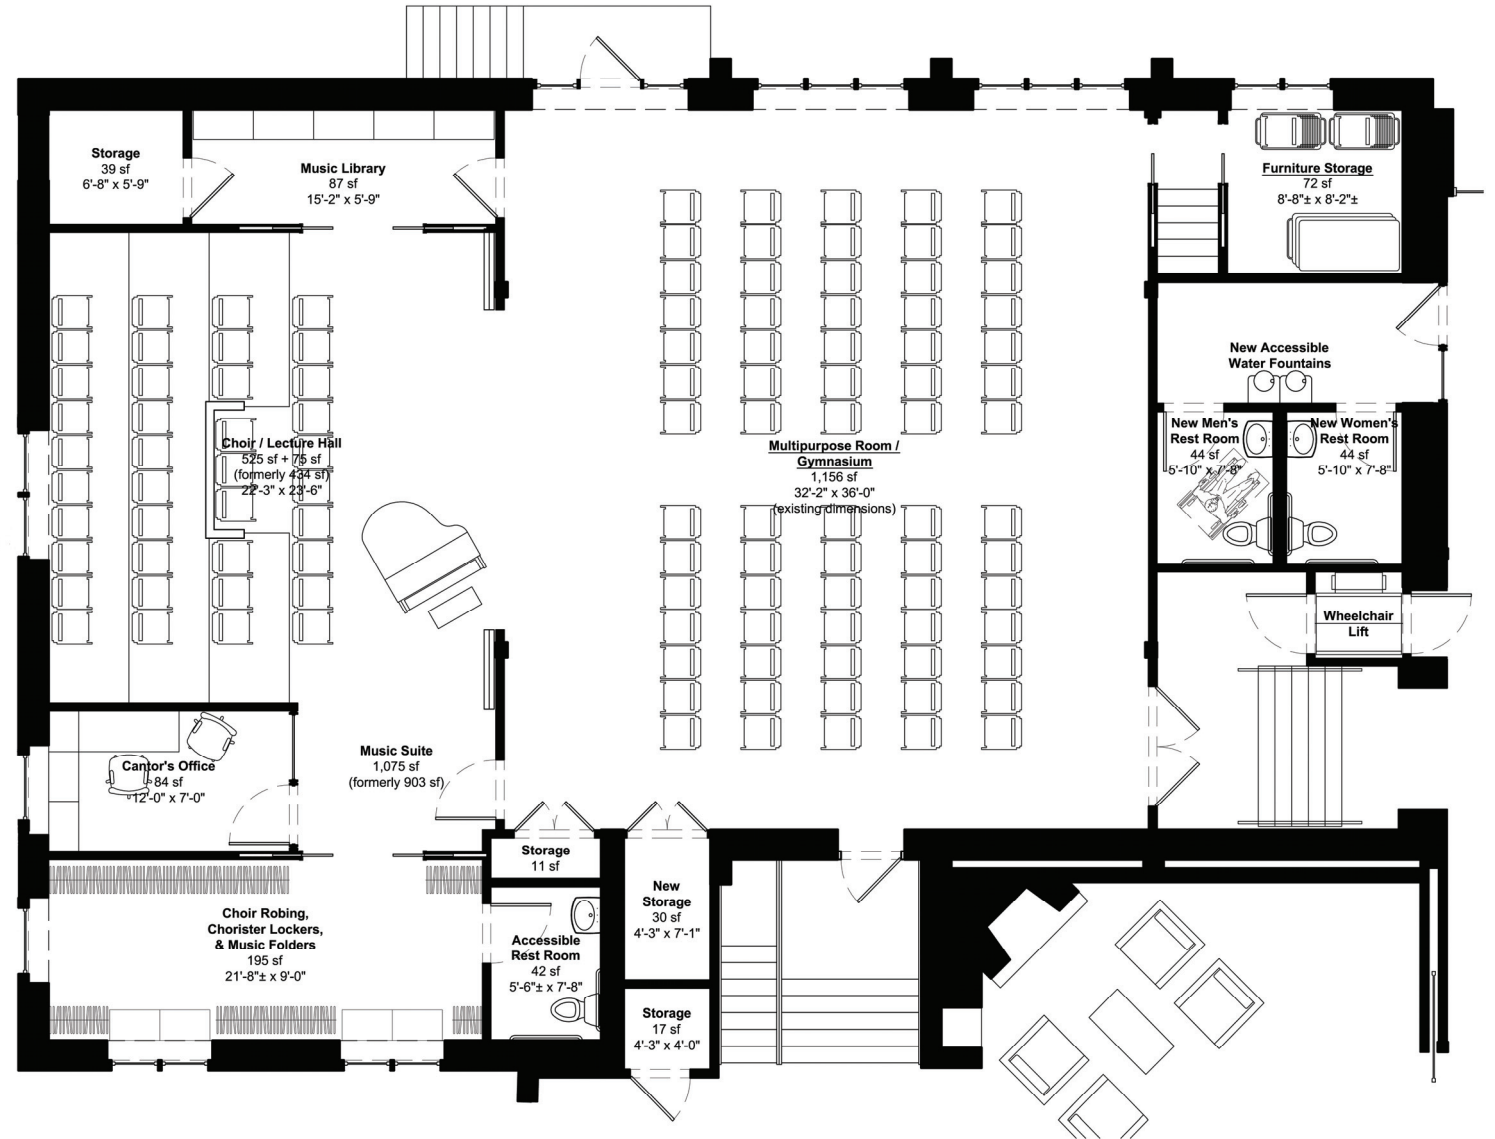 Storage
39 sf
6'-8" x 5'-9"
Music Library
87 sf
15'-2" x 5'-9"
Furniture Storage
72 sf
8'-8"± x 8'-2"±
New Accessible
Water Fountains
Choir / Lecture Hall
525 sf + 75 sf
(formerly 434 sf)
22'-3" x 23'-6"
Multipurpose Room /
Gymnasium
1,156 sf
32'-2" x 36'-0"
(existing dimensions)
New Men's
Rest Room
44 sf
5'-10" x 7'-8"
New Women's
Rest Room
44 sf
5'-10" x 7'-8"
Wheelchair
Lift
Cantor's Office
84 sf
12'-0" x 7'-0"
Music Suite
1,075 sf
(formerly 903 sf)
Storage
11 sf
New
Storage
30 sf
4'-3" x 7'-1"
Choir Robing,
Chorister Lockers,
& Music Folders
195 sf
21'-8"± x 9'-0"
Accessible
Rest Room
42 sf
5'-6"± x 7'-8"
Storage
17 sf
4'-3" x 4'-0"